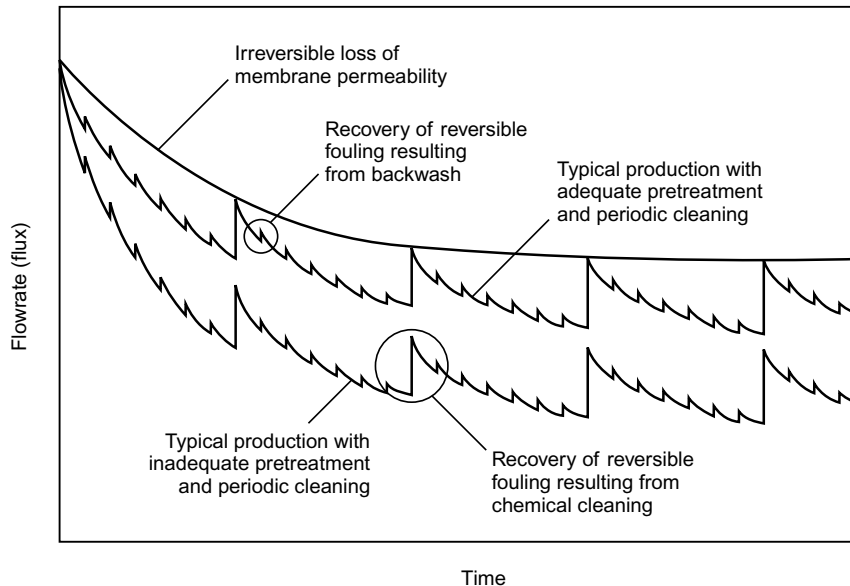 Irreversible loss of
membrane permeability
Recovery of reversible
fouling resulting
from backwash
Typical production with
adequate pretreatment
and periodic cleaning
Flowrate (flux)
Typical production with
inadequate pretreatment
and periodic cleaning
Recovery of reversible
fouling resulting from
chemical cleaning
Time